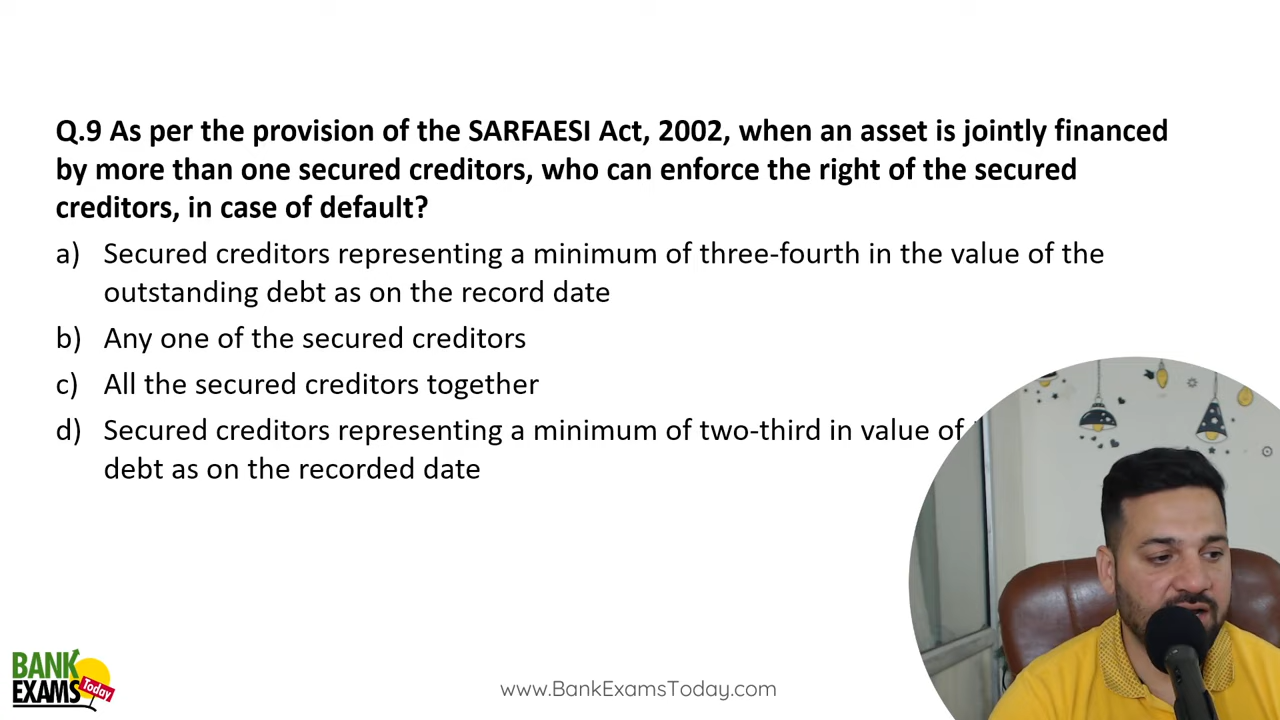 Q.9 As per the provision of the SARFAESI Act, 2002, when an asset is jointly financed
by more than one secured creditors, who can enforce the right of the secured
creditors, in case of default?
a) Secured creditors representing a minimum of three-fourth in the value of the
outstanding debt as on the record date
b) Any one of the secured creditors
c) All the secured creditors together
d) Secured creditors representing a minimum of two-third in value of
debt as on the recorded date
BANK
EXAMS
Today
www.BankExamsToday.com